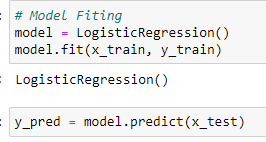 # Model Fiting
model = LogisticRegression()
model.fit(x_train, y_train)
LogisticRegression()
y_pred = model.predict(x_test)